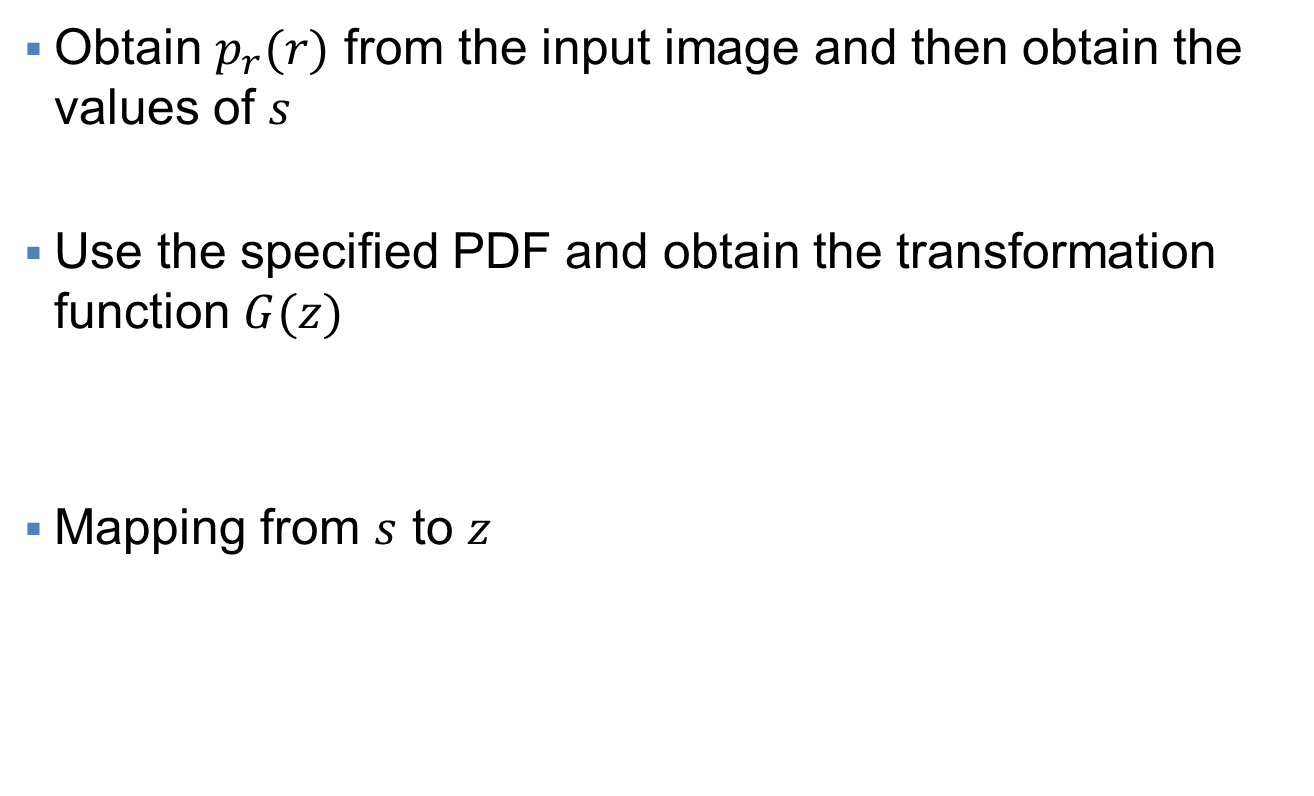 ▪ Obtain 𝑝ᵣ(𝑟) from the input image and then obtain the
values of 𝑠
▪ Use the specified PDF and obtain the transformation
function 𝐺(𝑧)
▪ Mapping from 𝑠 to 𝑧